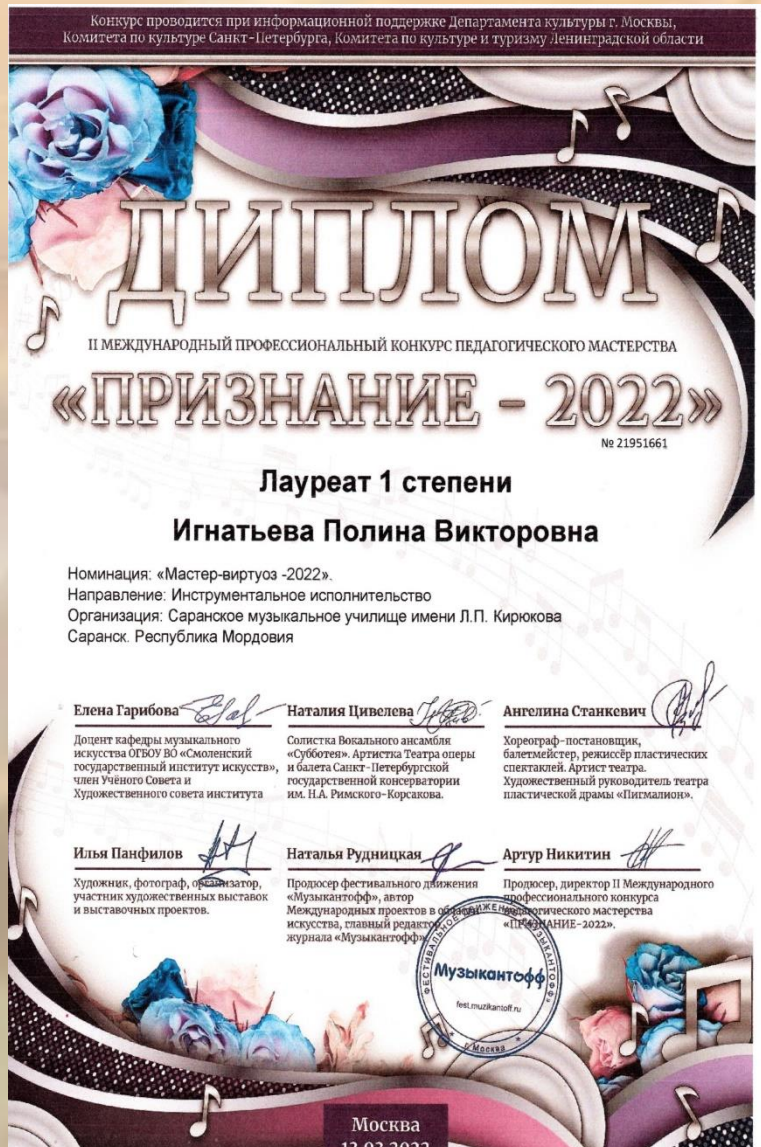 Конкурс проводится при информационной поддержке Департамента культуры г. Москвы,
Комитета по культуре Санкт-Петербурга, Комитета по культуре и туризму Ленинградской области
ДИПЛОМ
II МЕЖДУНАРОДНЫЙ ПРОФЕССИОНАЛЬНЫЙ КОНКУРС ПЕДАГОГИЧЕСКОГО МАСТЕРСТВА
«ПРИЗНАНИЕ - 2022»
№ 21951661
Лауреат 1 степени
Игнатьева Полина Викторовна
Номинация: «Мастер-виртуоз -2022».
Направление: Инструментальное исполнительство
Организация: Саранское музыкальное училище имени Л.П. Кирюкова
Саранск. Республика Мордовия
Елена Гарибова
Доцент кафедры музыкального
искусства ОГБОУ ВО «Смоленский
государственный институт искусств»,
член Учёного Совета и
Художественного совета института
Наталия Цивелева
Солистка Вокального ансамбля
«Субботея». Артистка Театра оперы
и балета Санкт-Петербургской
государственной консерватории
им. Н.А. Римского-Корсакова.
Ангелина Станкевич
Хореограф-постановщик,
балетмейстер, режиссёр пластических
спектаклей. Артист театра.
Художественный руководитель театра
пластической драмы «Пигмалион».
Илья Панфилов
Художник, фотограф, организатор,
участник художественных выставок
и выставочных проектов.
Наталья Рудницкая
Продюсер фестивального движения
«Музыкантофф», автор
Международных проектов в области
искусства, главный редактор
журнала «Музыкантофф»
Артур Никитин
Продюсер, директор II Международного
профессионального конкурса
педагогического мастерства
«ПРИЗНАНИЕ-2022».
ФЕСТИВАЛЬНОЕ ДВИЖЕНИЕ «МУЗЫКАНТОФФ»
Музыкантофф
fest.muzikantoff.ru
г. Москва
Москва